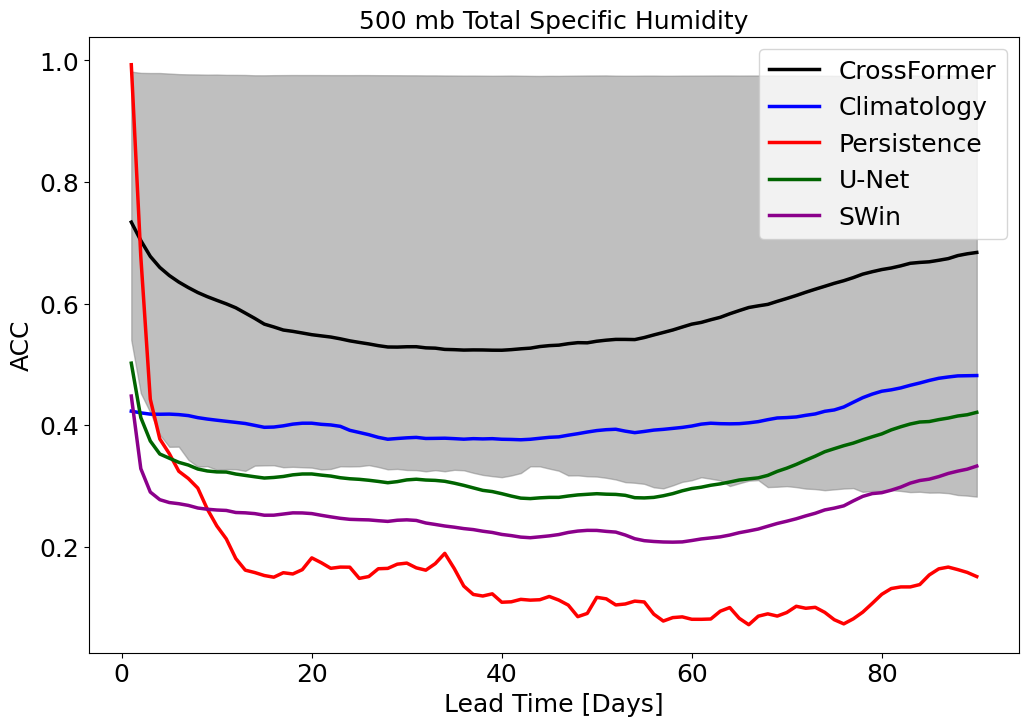 500 mb Total Specific Humidity
1.0
0.8
0.6
0.4
0.2
ACC
CrossFormer
Climatology
Persistence
U-Net
SWin
0 20 40 60 80
Lead Time [Days]